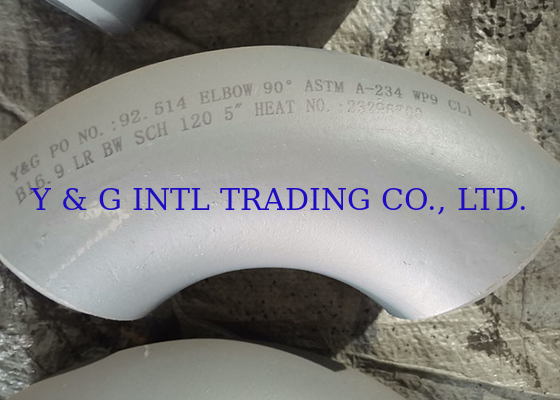 Y&G PO NO.:92.514 ELBOW 90° ASTM A-234 WP9 CL1
B16.9 LR BW SCH 120 5" HEAT NO.:
Y & G INTL TRADING CO., LTD.